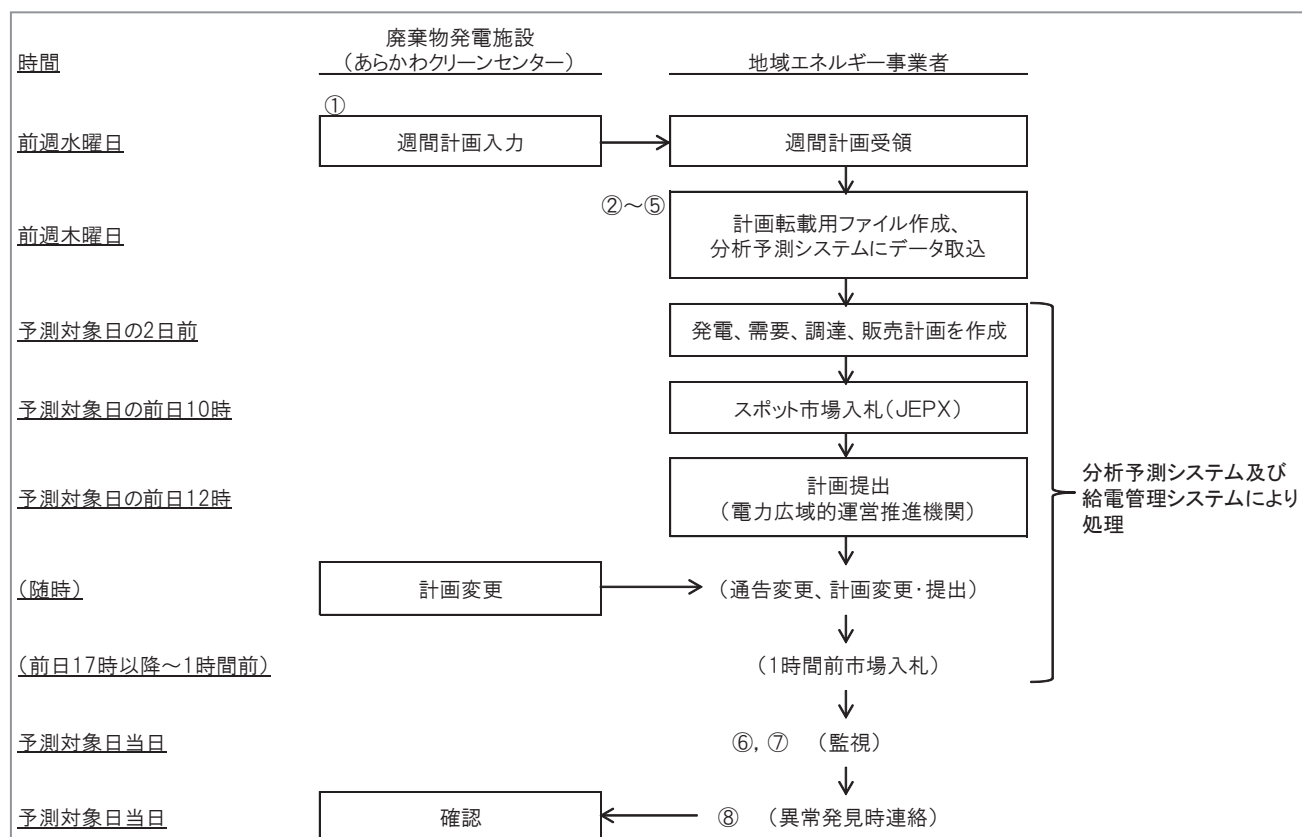 時間
廃棄物発電施設
（あらかわクリーンセンター）
地域エネルギー事業者
①
前週水曜日
週間計画入力
週間計画受領
②～⑤
前週木曜日
計画転載用ファイル作成、
分析予測システムにデータ取込
予測対象日の2日前
発電、需要、調達、販売計画を作成
予測対象日の前日10時
スポット市場入札（JEPX）
予測対象日の前日12時
計画提出
（電力広域的運営推進機関）
分析予測システム及び
給電管理システムにより
処理
（随時）
計画変更
（通告変更、計画変更・提出）
（前日17時以降～1時間前）
（1時間前市場入札）
予測対象日当日
⑥，⑦ （監視）
予測対象日当日
確認
⑧ （異常発見時連絡）